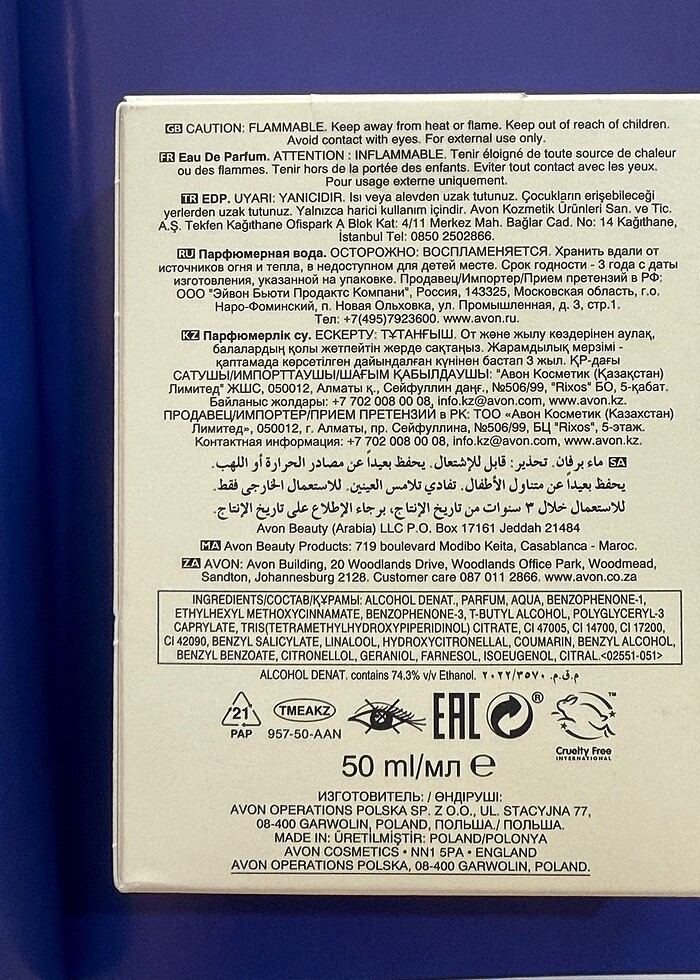 GB CAUTION: FLAMMABLE. Keep away from heat or flame. Keep out of reach of children.
Avoid contact with eyes. For external use only.
FR Eau De Parfum. ATTENTION : INFLAMMABLE. Tenir éloigné de toute source de chaleur
ou des flammes. Tenir hors de la portée des enfants. Eviter tout contact avec les yeux.
Pour usage externe uniquement.
TR EDP. UYARI: YANICIDIR. Isı veya alevden uzak tutunuz. Çocukların erişebileceği
yerlerden uzak tutunuz. Yalnızca harici kullanım içindir. Avon Kozmetik Ürünleri San. ve Tic.
A.Ş. Tekfen Kağıthane Ofispark A Blok Kat: 4/11 Merkez Mah. Bağlar Cad. No: 14 Kağıthane,
İstanbul Tel: 0850 2502866.
RU Парфюмерная вода. ОСТОРОЖНО: ВОСПЛАМЕНЯЕТСЯ. Хранить вдали от
источников огня и тепла, в недоступном для детей месте. Срок годности - 3 года с даты
изготовления, указанной на упаковке. Продавец/Импортер/Прием претензий в РФ:
ООО "Эйвон Бьюти Продактс Компани", Россия, 143325, Московская область, г.о.
Наро-Фоминский, п. Новая Ольховка, ул. Промышленная, д. 3, стр.1.
Тел: +7(495)7923600. www.avon.ru.
KZ Парфюмерлік су. ЕСКЕРТУ: ТҰТАНҒЫШ. От және жылу көздерінен аулақ,
балалардың қолы жетпейтін жерде сақтаңыз. Жарамдылық мерзімі -
қаптамада көрсетілген дайындалған күнінен бастап 3 жыл. ҚР-дағы
САТУШЫ/ИМПОРТТАУШЫ/ШАҒЫМ ҚАБЫЛДАУШЫ: "Авон Косметик (Қазақстан)
Лимитед" ЖШС, 050012, Алматы қ., Сейфуллин даңғ., №506/99, "Rixos" БО, 5-қабат.
Байланыс жолдары: +7 702 008 00 08, info.kz@avon.com, www.avon.kz.
ПРОДАВЕЦ/ИМПОРТЕР/ПРИЕМ ПРЕТЕНЗИЙ в РК: ТОО «Авон Косметик (Казахстан)
Лимитед», 050012, г. Алматы, пр. Сейфуллина, №506/99, БЦ "Rixos", 5-этаж.
Контактная информация: +7 702 008 00 08, info.kz@avon.com, www.avon.kz.
SA ماء برفان. تحذير: قابل للإشتعال. يحفظ بعيداً عن مصادر الحرارة أو اللهب.
يحفظ بعيداً عن متناول الأطفال. تفادي تلامس العينين. للاستعمال الخارجى فقط.
للاستعمال خلال ٣ سنوات من تاريخ الإنتاج، برجاء الإطلاع على تاريخ الإنتاج.
Avon Beauty (Arabia) LLC P.O. Box 17161 Jeddah 21484
MA Avon Beauty Products: 719 boulevard Modibo Keita, Casablanca - Maroc.
ZA AVON: Avon Building, 20 Woodlands Drive, Woodlands Office Park, Woodmead,
Sandton, Johannesburg 2128. Customer care 087 011 2866. www.avon.co.za
INGREDIENTS/СОСТАВ/ҚҰРАМЫ: ALCOHOL DENAT., PARFUM, AQUA, BENZOPHENONE-1,
ETHYLHEXYL METHOXYCINNAMATE, BENZOPHENONE-3, T-BUTYL ALCOHOL, POLYGLYCERYL-3
CAPRYLATE, TRIS(TETRAMETHYLHYDROXYPIPERIDINOL) CITRATE, CI 47005, CI 14700, CI 17200,
CI 42090, BENZYL SALICYLATE, LINALOOL, HYDROXYCITRONELLAL, COUMARIN, BENZYL ALCOHOL,
BENZYL BENZOATE, CITRONELLOL, GERANIOL, FARNESOL, ISOEUGENOL, CITRAL.<02551-051>
ALCOHOL DENAT. contains 74.3% v/v Ethanol. م.ق.م. ٢٠٢٢/٣٥٧٠
21 TMEAKZ EAC ® ™
PAP 957-50-AAN Cruelty Free
INTERNATIONAL
50 ml/мл e
ИЗГОТОВИТЕЛЬ: / ӨНДІРУШІ:
AVON OPERATIONS POLSKA SP. Z O.O., UL. STACYJNA 77,
08-400 GARWOLIN, POLAND, ПОЛЬША./ ПОЛЬША.
MADE IN: ÜRETİLMİŞTİR: POLAND/POLONYA
AVON COSMETICS • NN1 5PA • ENGLAND
AVON OPERATIONS POLSKA, 08-400 GARWOLIN, POLAND.